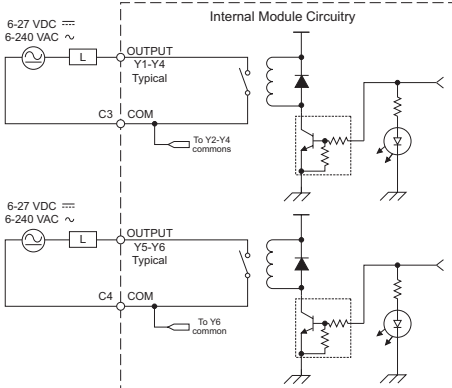 Internal Module Circuitry
6-27 VDC ⎓
6-240 VAC ∿
L
OUTPUT
Y1-Y4
Typical
C3
COM
To Y2-Y4
commons
6-27 VDC ⎓
6-240 VAC ∿
L
OUTPUT
Y5-Y6
Typical
C4
COM
To Y6
common